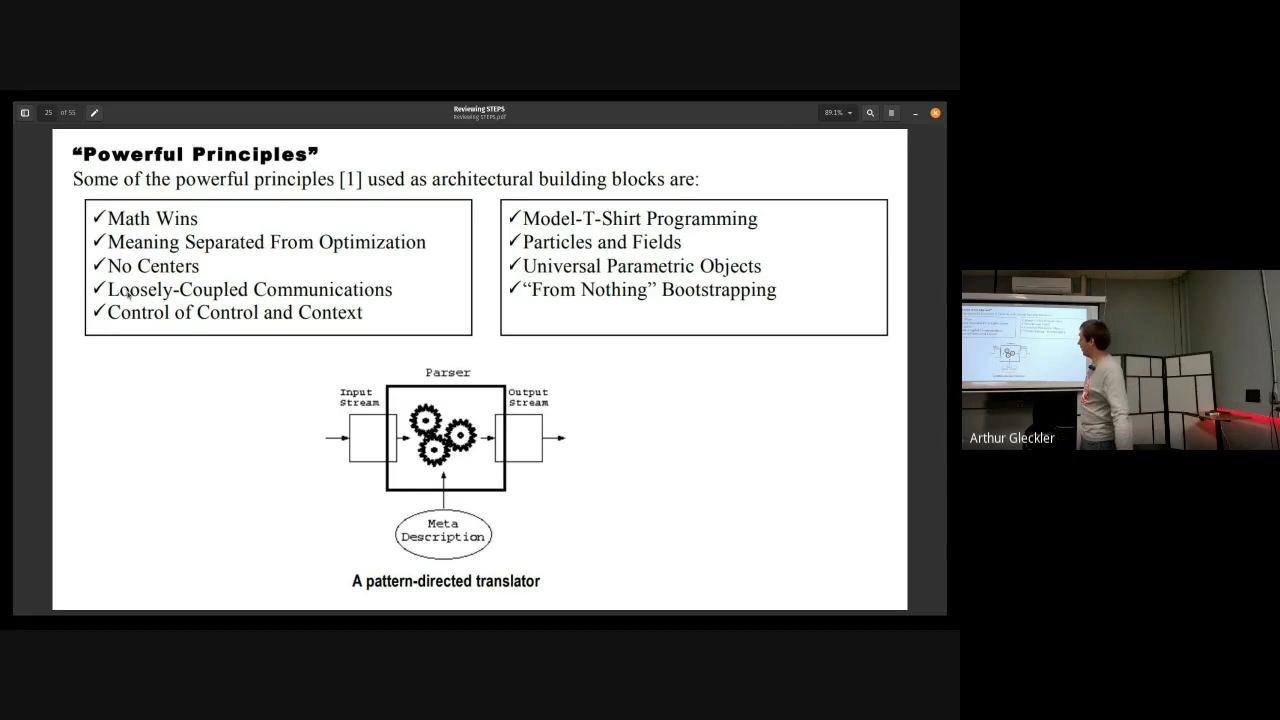 Reviewing STEPS
Reviewing STEPS.pdf
25 of 55
89.1%
“Powerful Principles”
Some of the powerful principles [1] used as architectural building blocks are:
✓Math Wins
✓Meaning Separated From Optimization
✓No Centers
✓Loosely-Coupled Communications
✓Control of Control and Context
✓Model-T-Shirt Programming
✓Particles and Fields
✓Universal Parametric Objects
✓“From Nothing” Bootstrapping
Parser
Input
Stream
Output
Stream
Meta
Description
A pattern-directed translator
Arthur Gleckler